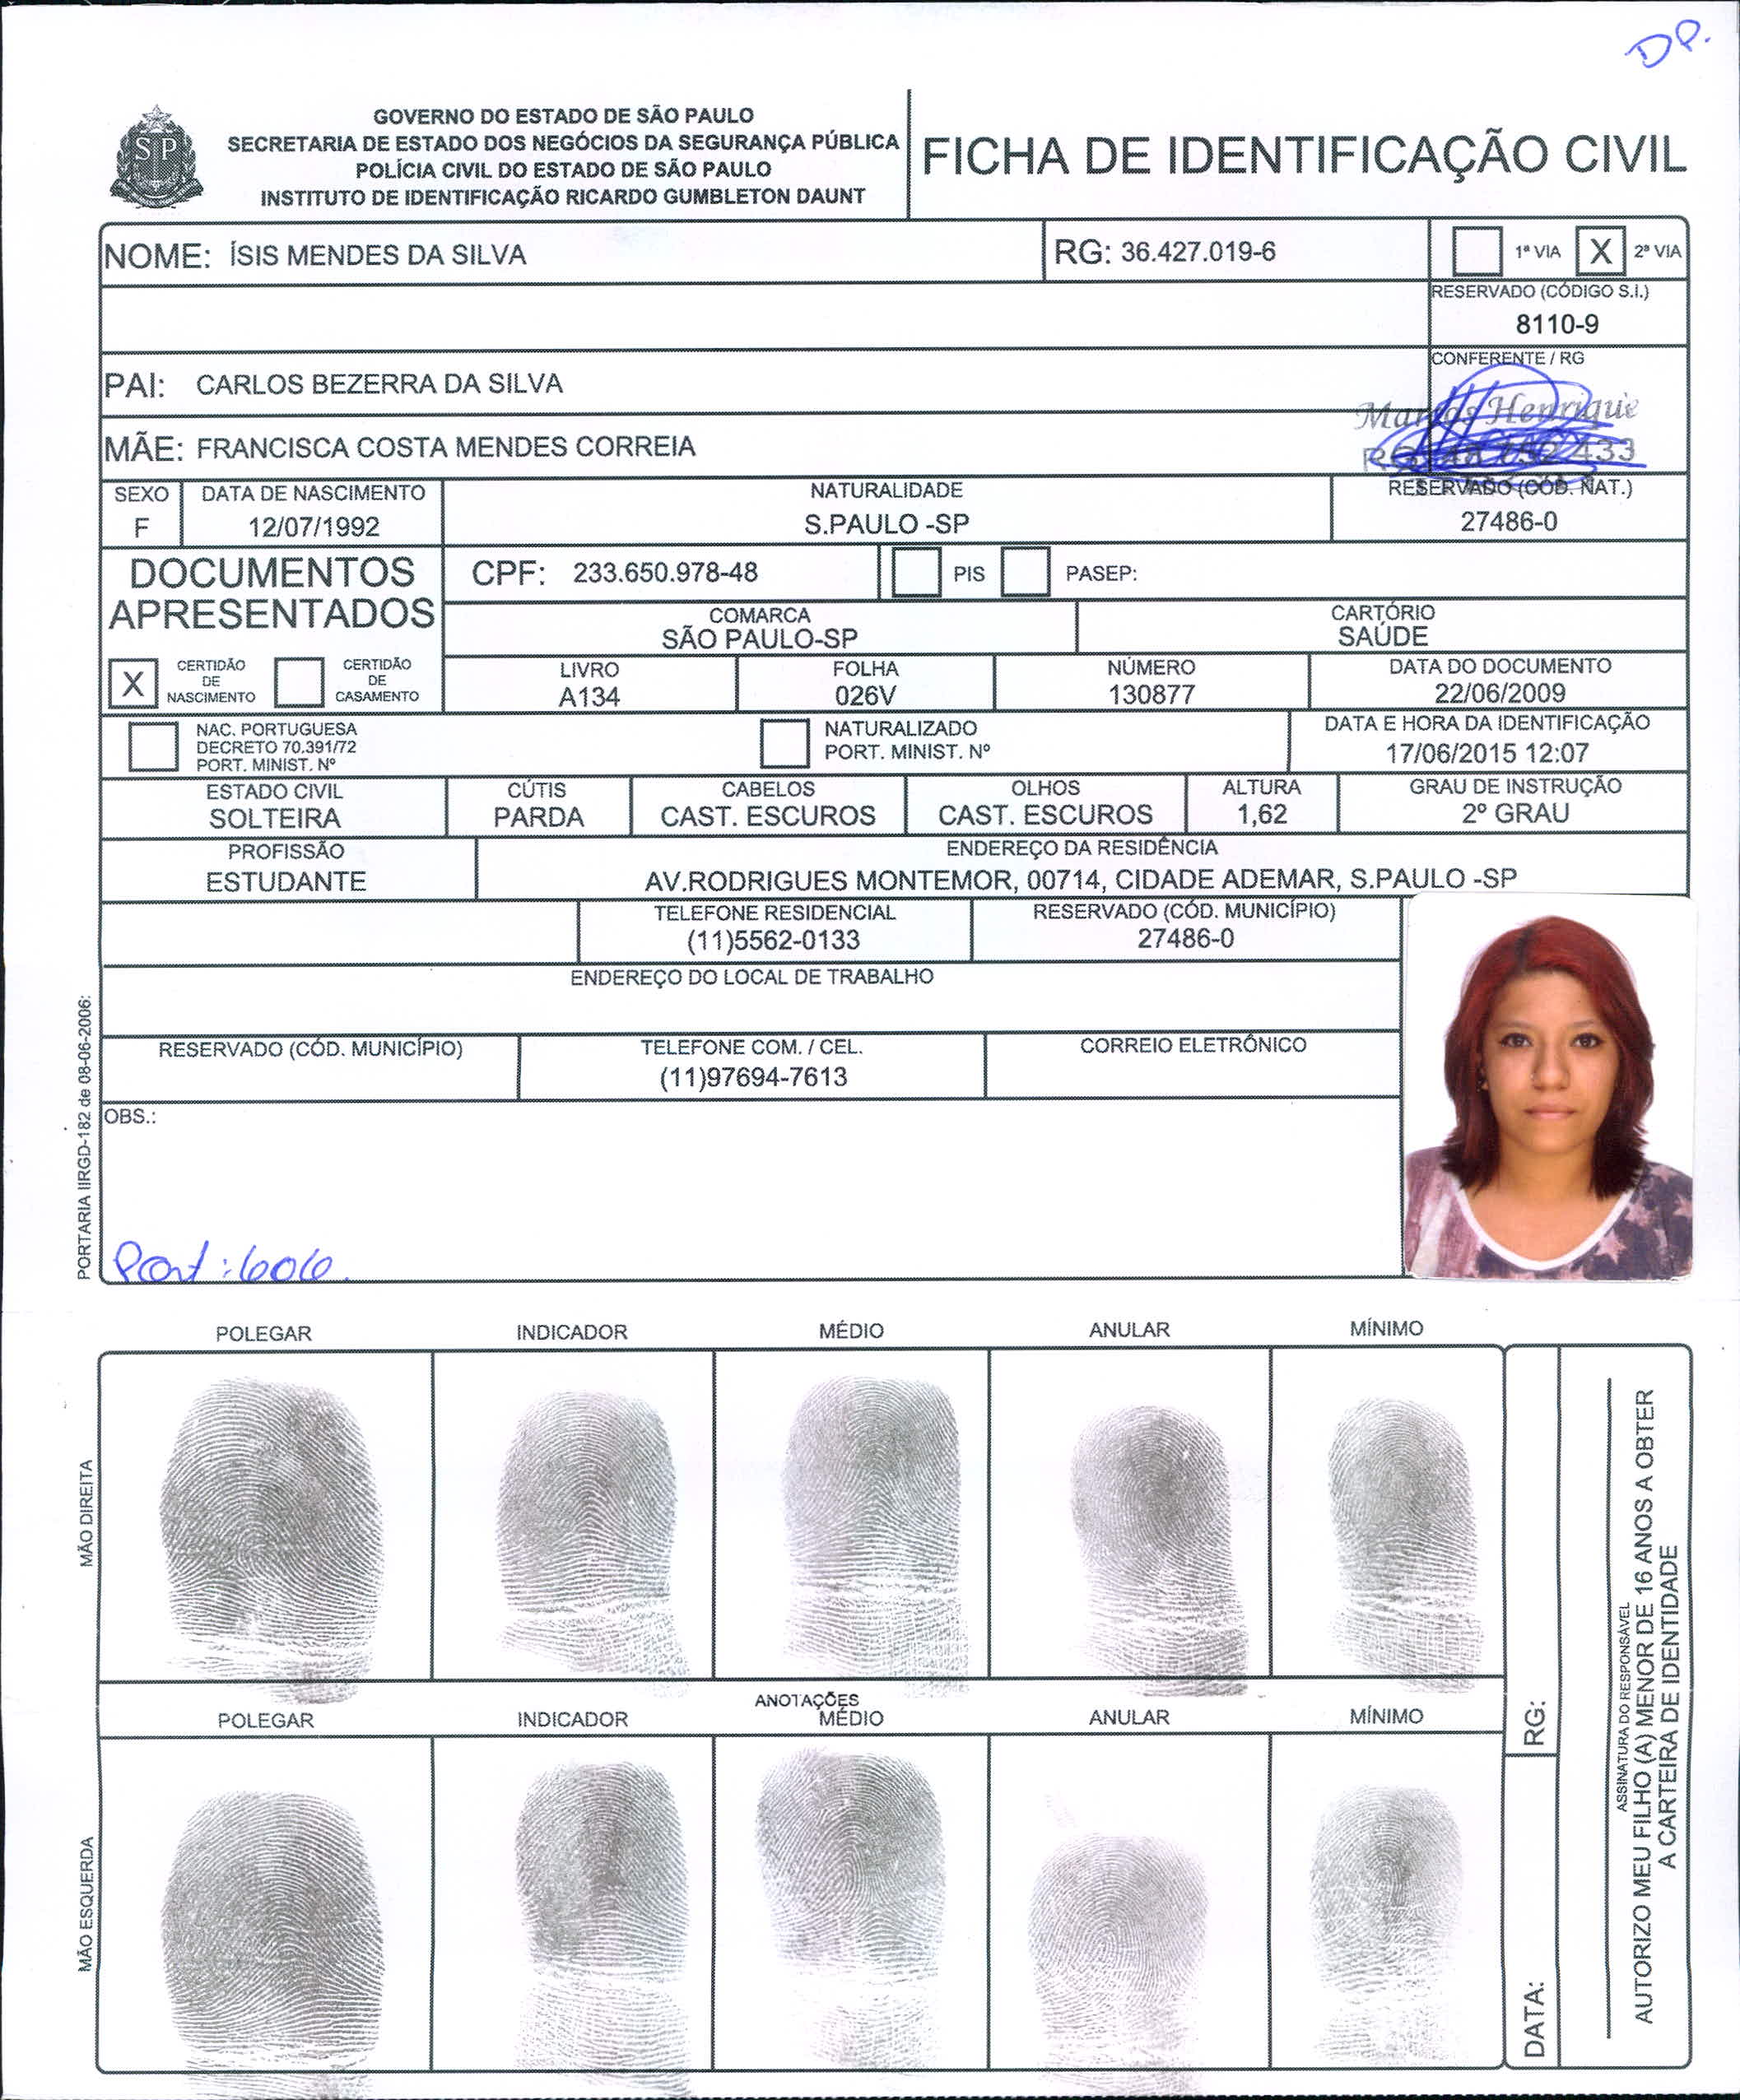 DP.
GOVERNO DO ESTADO DE SÃO PAULO
SECRETARIA DE ESTADO DOS NEGÓCIOS DA SEGURANÇA PÚBLICA
POLÍCIA CIVIL DO ESTADO DE SÃO PAULO
INSTITUTO DE IDENTIFICAÇÃO RICARDO GUMBLETON DAUNT
SP
FICHA DE IDENTIFICAÇÃO CIVIL
NOME: ÍSIS MENDES DA SILVA
RG: 36.427.019-6
1ª VIA X 2ª VIA
RESERVADO (CÓDIGO S.I.)
8110-9
PAI: CARLOS BEZERRA DA SILVA
CONFERENTE / RG
Marcos Henrique
MÃE: FRANCISCA COSTA MENDES CORREIA
433
SEXO
F
DATA DE NASCIMENTO
12/07/1992
NATURALIDADE
S.PAULO -SP
RESERVADO (CÓD. NAT.)
27486-0
DOCUMENTOS
APRESENTADOS
CPF: 233.650.978-48
PIS
PASEP:
COMARCA
SÃO PAULO-SP
CARTÓRIO
SAÚDE
X CERTIDÃO
DE
NASCIMENTO
CERTIDÃO
DE
CASAMENTO
LIVRO
A134
FOLHA
026V
NÚMERO
130877
DATA DO DOCUMENTO
22/06/2009
NAC. PORTUGUESA
DECRETO 70.391/72
PORT. MINIST. Nº
NATURALIZADO
PORT. MINIST. Nº
DATA E HORA DA IDENTIFICAÇÃO
17/06/2015 12:07
ESTADO CIVIL
SOLTEIRA
CÚTIS
PARDA
CABELOS
CAST. ESCUROS
OLHOS
CAST. ESCUROS
ALTURA
1,62
GRAU DE INSTRUÇÃO
2º GRAU
PROFISSÃO
ESTUDANTE
ENDEREÇO DA RESIDÊNCIA
AV.RODRIGUES MONTEMOR, 00714, CIDADE ADEMAR, S.PAULO -SP
TELEFONE RESIDENCIAL
(11)5562-0133
RESERVADO (CÓD. MUNICÍPIO)
27486-0
ENDEREÇO DO LOCAL DE TRABALHO
RESERVADO (CÓD. MUNICÍPIO)
TELEFONE COM. / CEL.
(11)97694-7613
CORREIO ELETRÔNICO
OBS.:
PORTARIA IIRGD-182 de 08-06-2006:
Port: 606.
POLEGAR
INDICADOR
MÉDIO
ANULAR
MÍNIMO
MÃO DIREITA
ANOTAÇÕES
POLEGAR
INDICADOR
MÉDIO
ANULAR
MÍNIMO
MÃO ESQUERDA
RG:
DATA:
ASSINATURA DO RESPONSÁVEL
AUTORIZO MEU FILHO (A) MENOR DE 16 ANOS A OBTER
A CARTEIRA DE IDENTIDADE